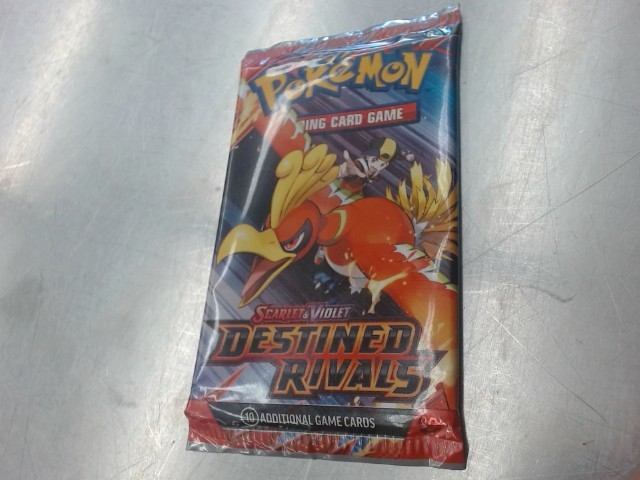 POKéMON
ING CARD GAME
SCARLET & VIOLET
DESTINED
RIVALS
10 ADDITIONAL GAME CARDS